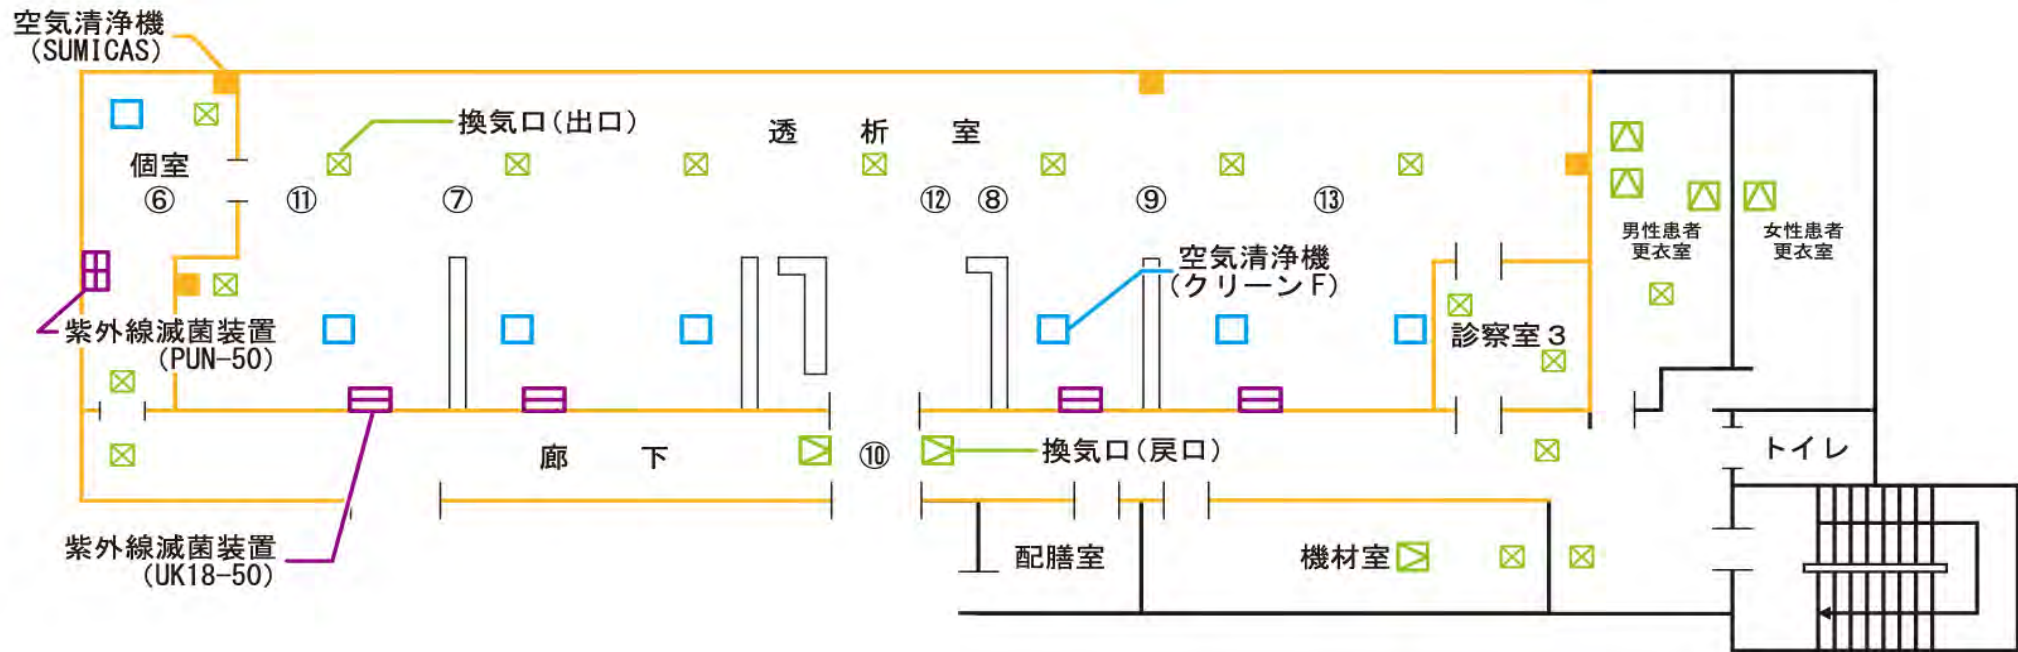 空気清浄機
(SUMICAS)
換気口(出口)
透析室
個室
⑥
⑪
⑦
⑫
⑧
⑨
⑬
男性患者
更衣室
女性患者
更衣室
空気清浄機
(クリーンF)
紫外線滅菌装置
(PUN-50)
診察室3
廊下
⑩
換気口(戻口)
トイレ
紫外線滅菌装置
(UK18-50)
配膳室
機材室